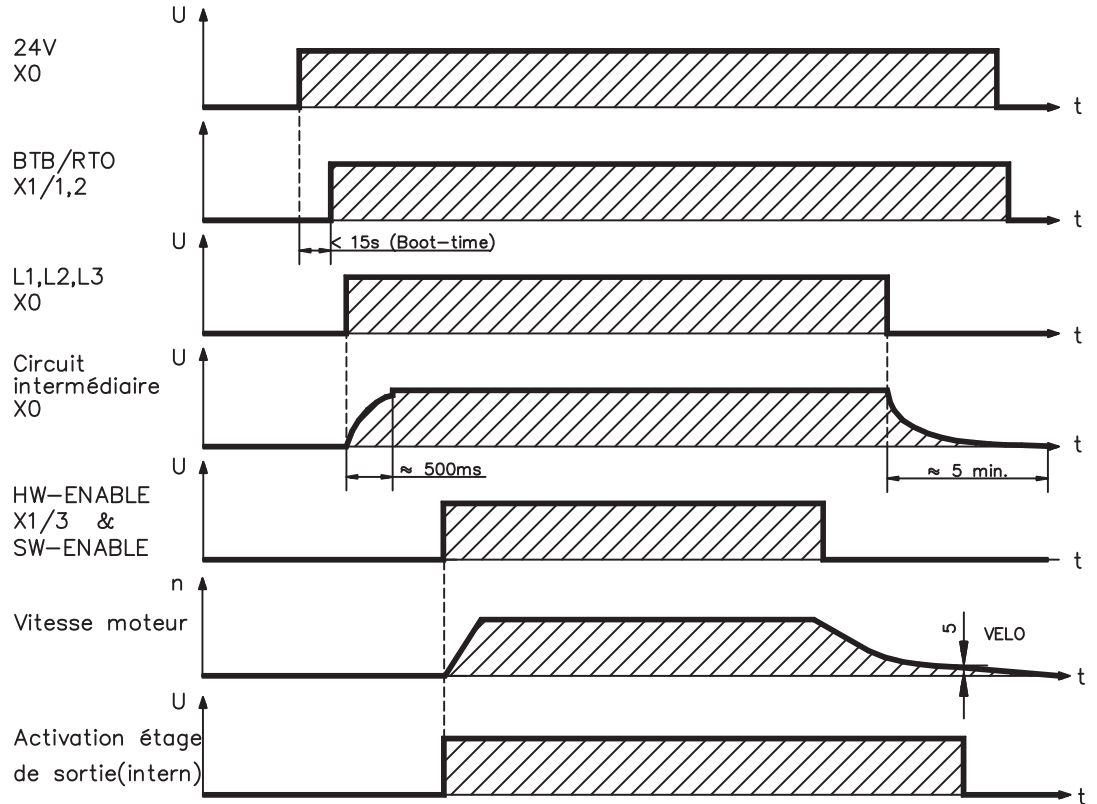 U
24V
X0
t
BTB/RTO
X1/1,2
t
< 15s (Boot-time)
U
L1,L2,L3
X0
t
U
Circuit
intermédiaire
X0
t
≈ 500ms
≈ 5 min.
U
HW-ENABLE
X1/3 &
SW-ENABLE
t
n
Vitesse moteur
5
VELO
t
U
Activation étage
de sortie(intern)
t